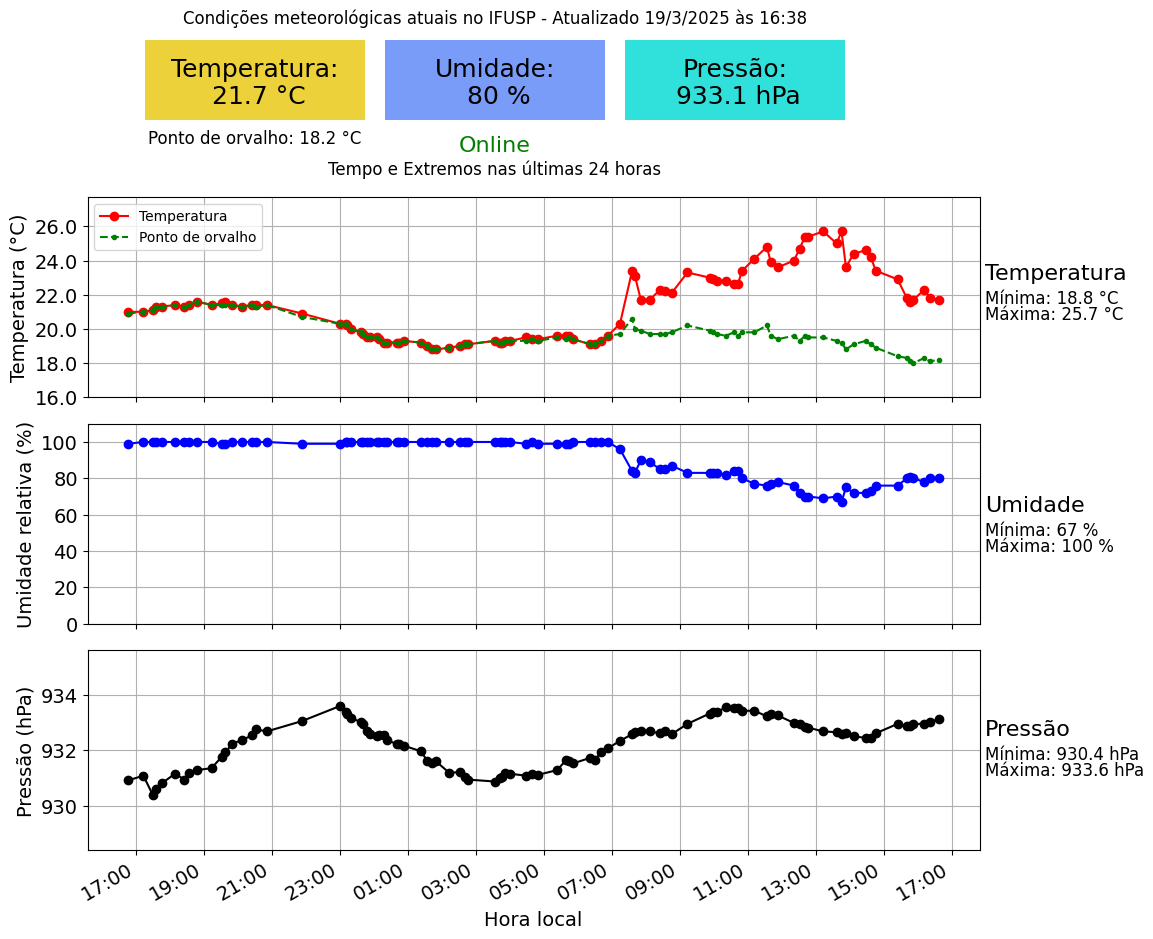 Condições meteorológicas atuais no IFUSP - Atualizado 19/3/2025 às 16:38
Temperatura:
21.7 °C
Umidade:
80 %
Pressão:
933.1 hPa
Ponto de orvalho: 18.2 °C
Online
Tempo e Extremos nas últimas 24 horas
Temperatura (°C)
26.0
24.0
22.0
20.0
18.0
16.0
Temperatura
Ponto de orvalho
Temperatura
Mínima: 18.8 °C
Máxima: 25.7 °C
Umidade relativa (%)
100
80
60
40
20
0
Umidade
Mínima: 67 %
Máxima: 100 %
Pressão (hPa)
934
932
930
Pressão
Mínima: 930.4 hPa
Máxima: 933.6 hPa
17:00 19:00 21:00 23:00 01:00 03:00 05:00 07:00 09:00 11:00 13:00 15:00 17:00
Hora local